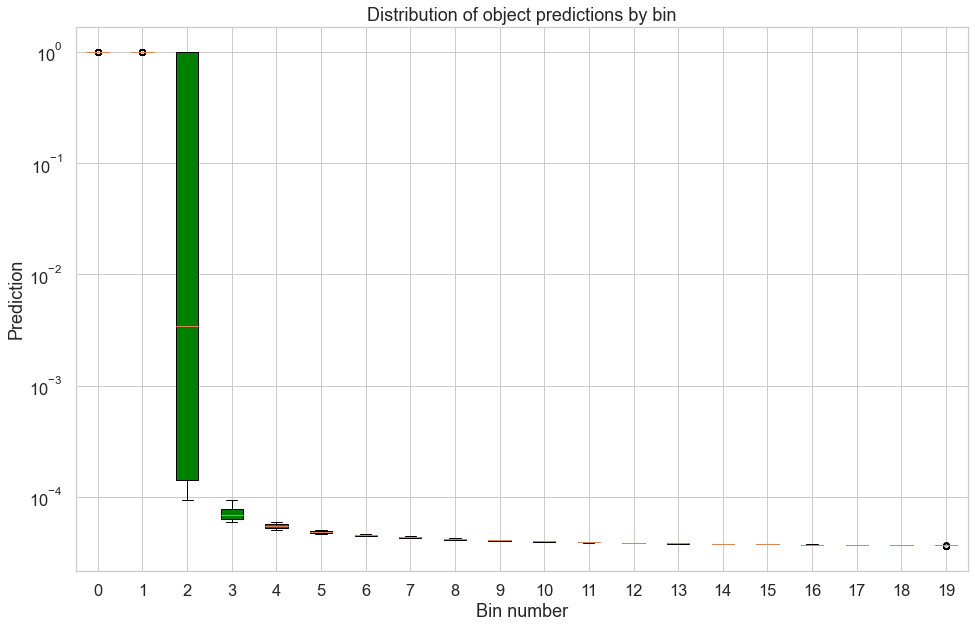 Distribution of object predictions by bin
10⁰
10⁻¹
10⁻²
10⁻³
10⁻⁴
Prediction
0 1 2 3 4 5 6 7 8 9 10 11 12 13 14 15 16 17 18 19
Bin number